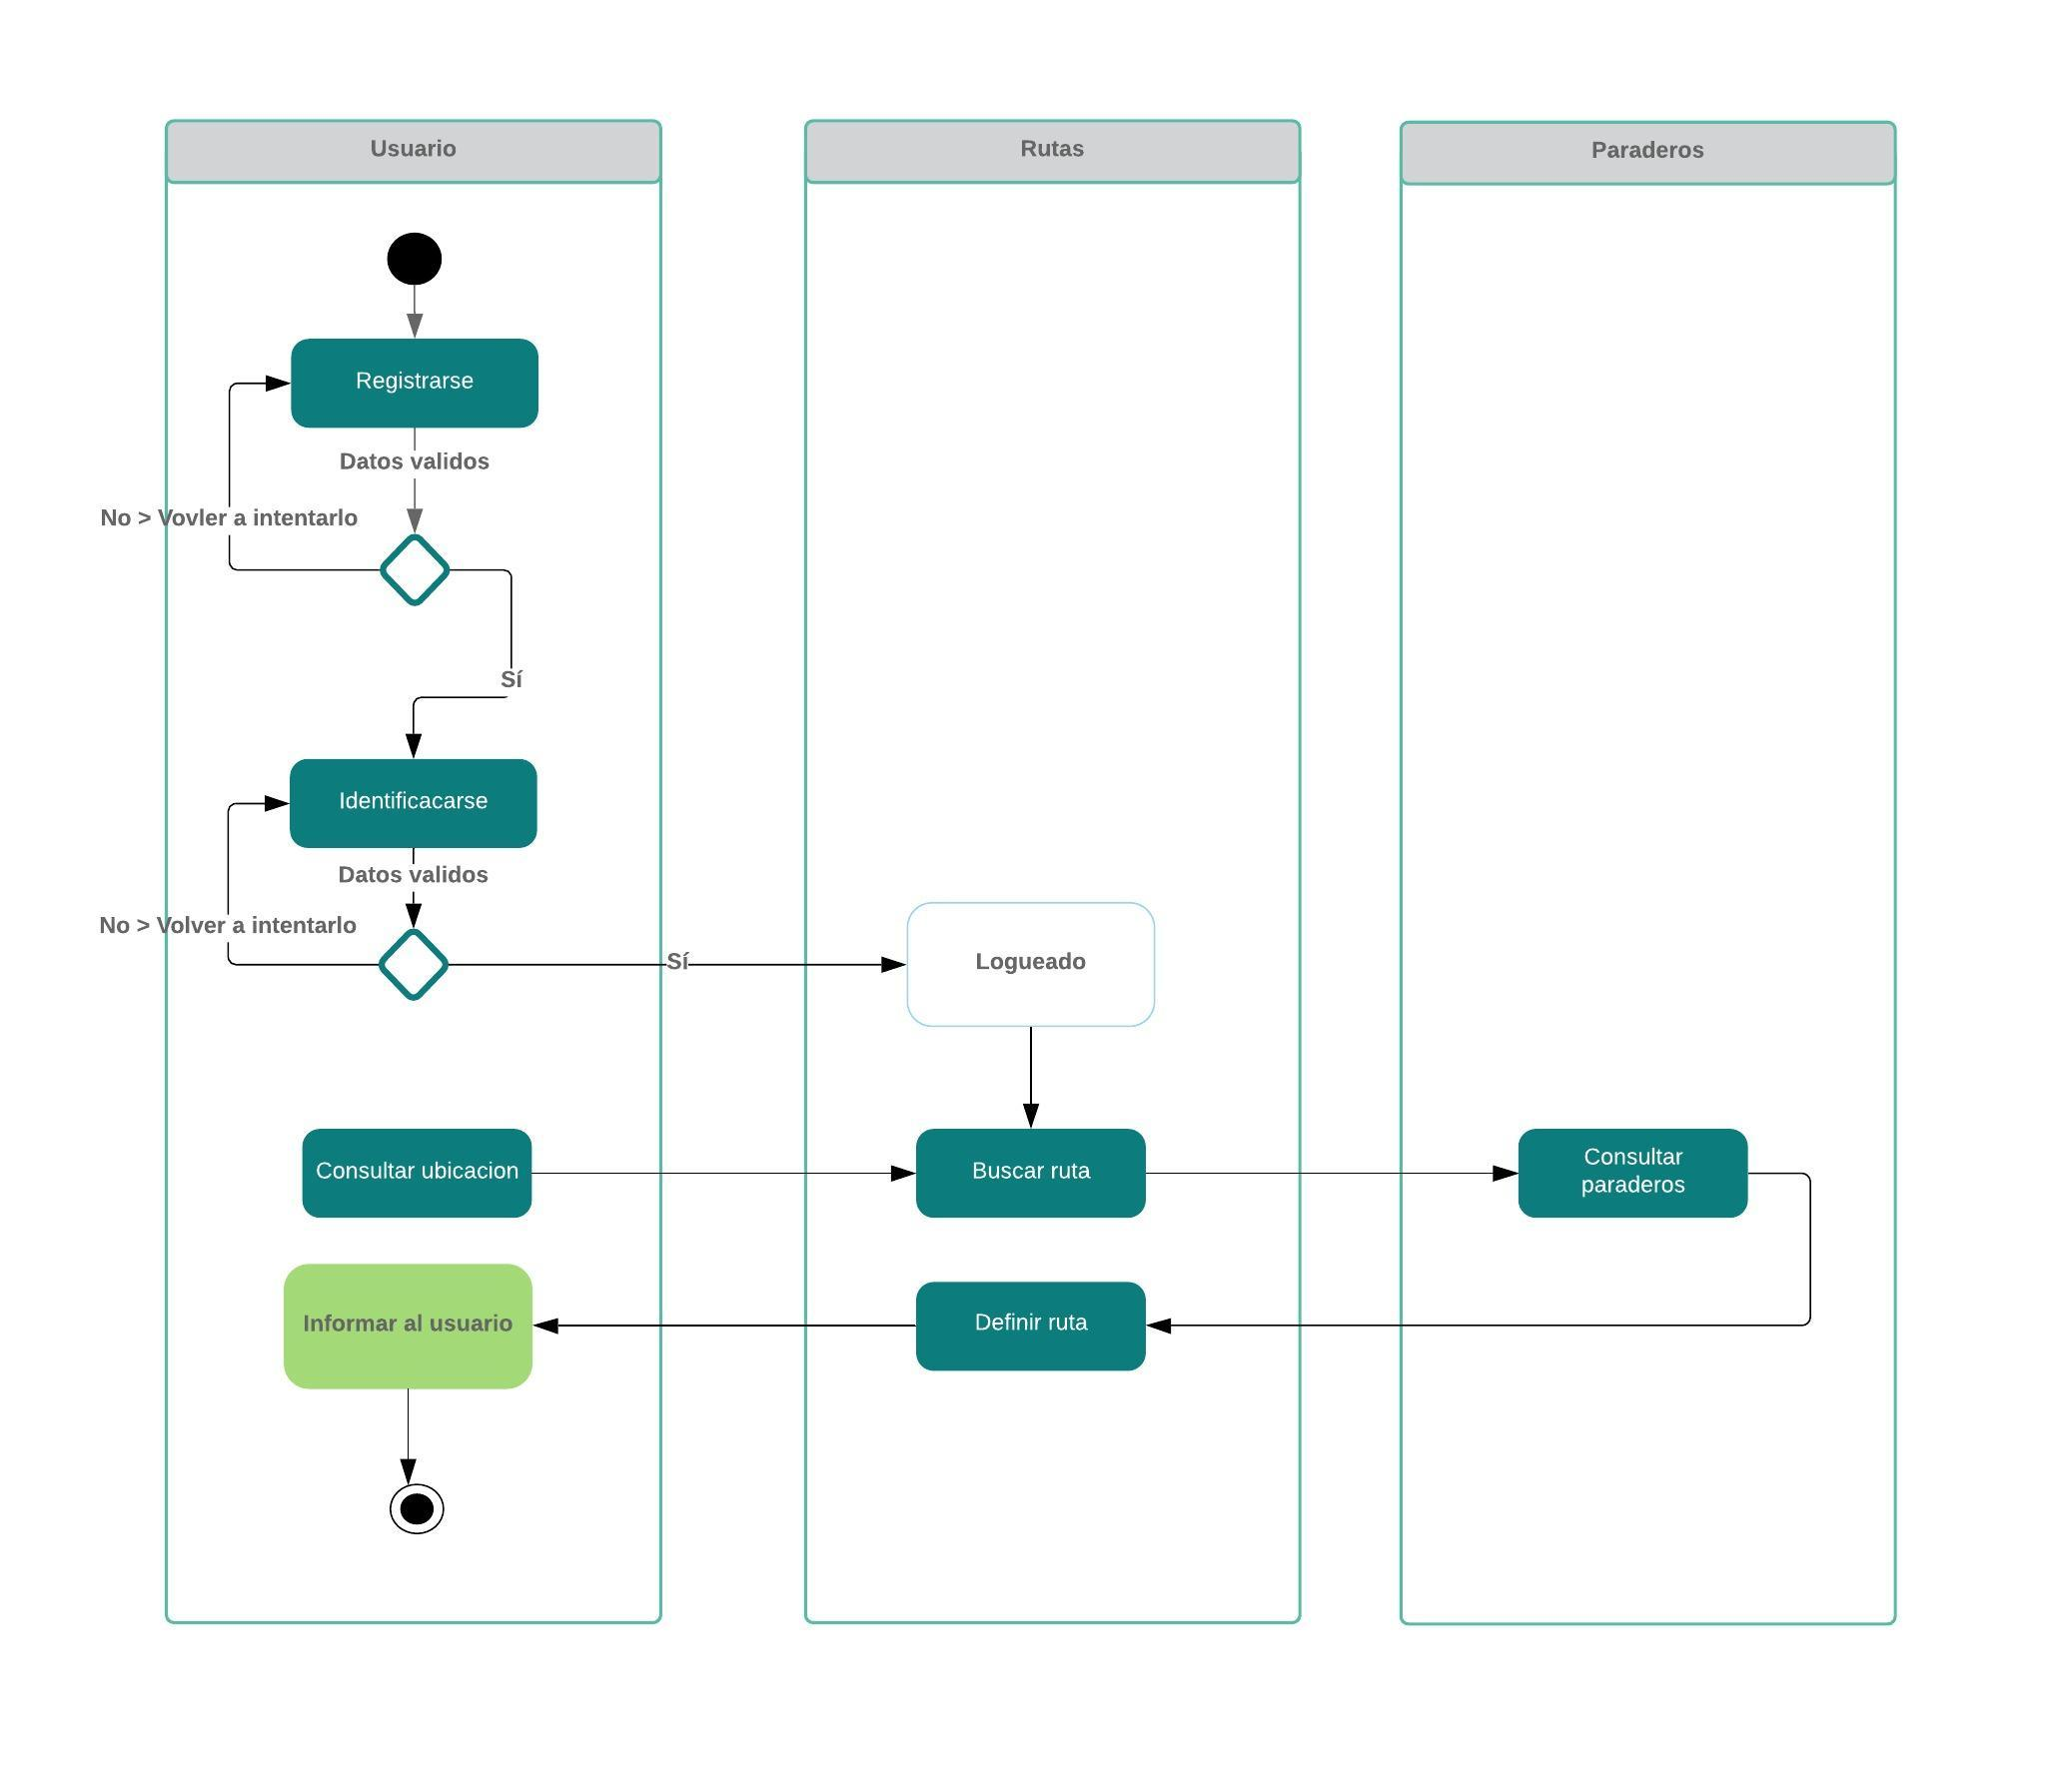 Usuario
Rutas
Paraderos
Registrarse
Datos validos
No > Vovler a intentarlo
Sí
Identificacarse
Datos validos
No > Volver a intentarlo
Sí
Logueado
Consultar ubicacion
Buscar ruta
Consultar
paraderos
Informar al usuario
Definir ruta